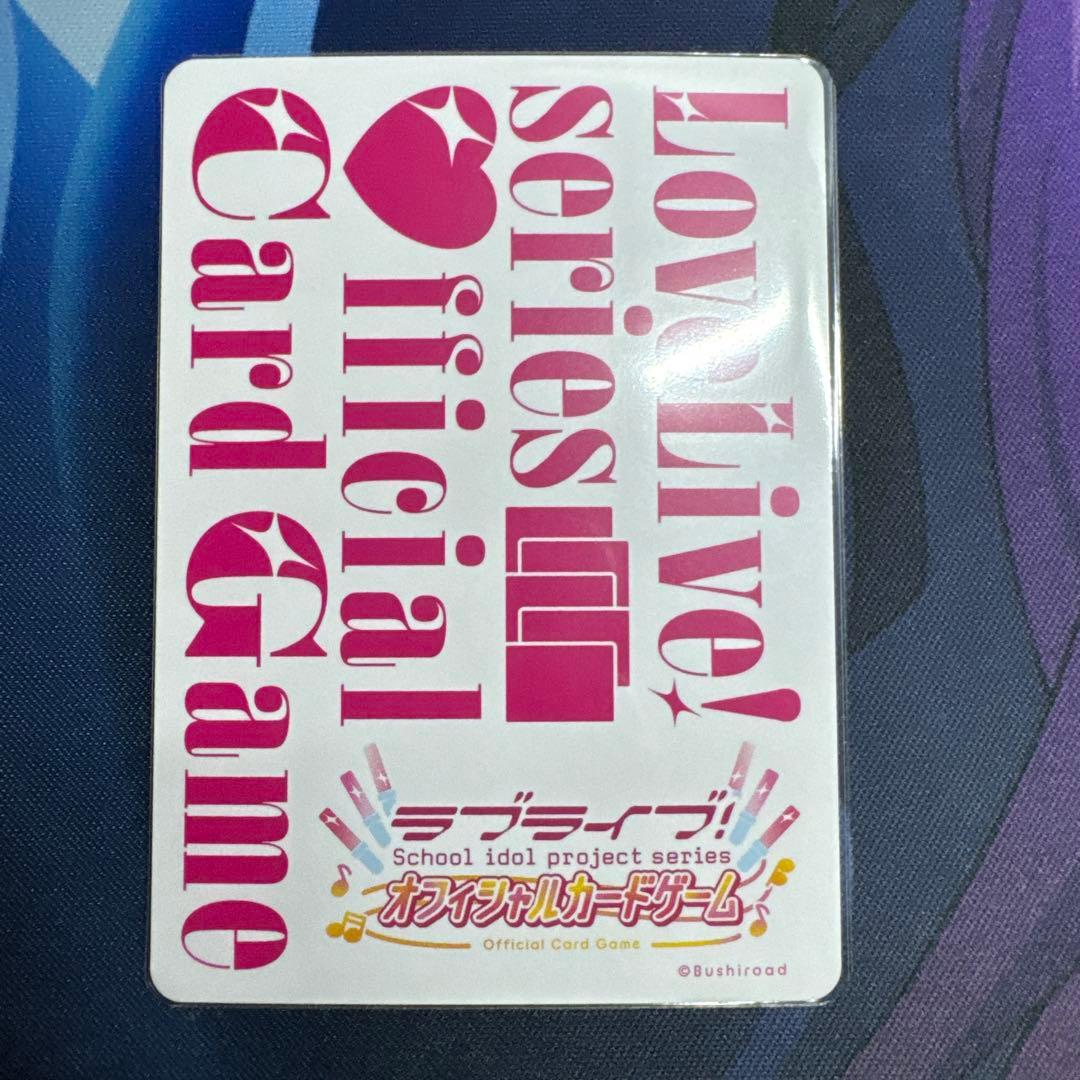 Love Live!
series
Official
Card Game
ラブライブ!
School idol project series
オフィシャルカードゲーム
Official Card Game
©Bushiroad